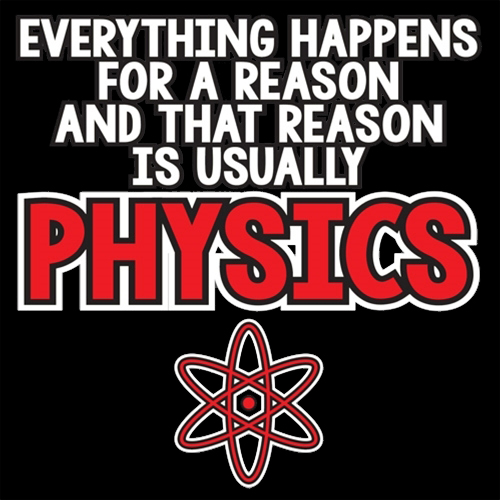 EVERYTHING HAPPENS
FOR A REASON
AND THAT REASON
IS USUALLY
PHYSICS